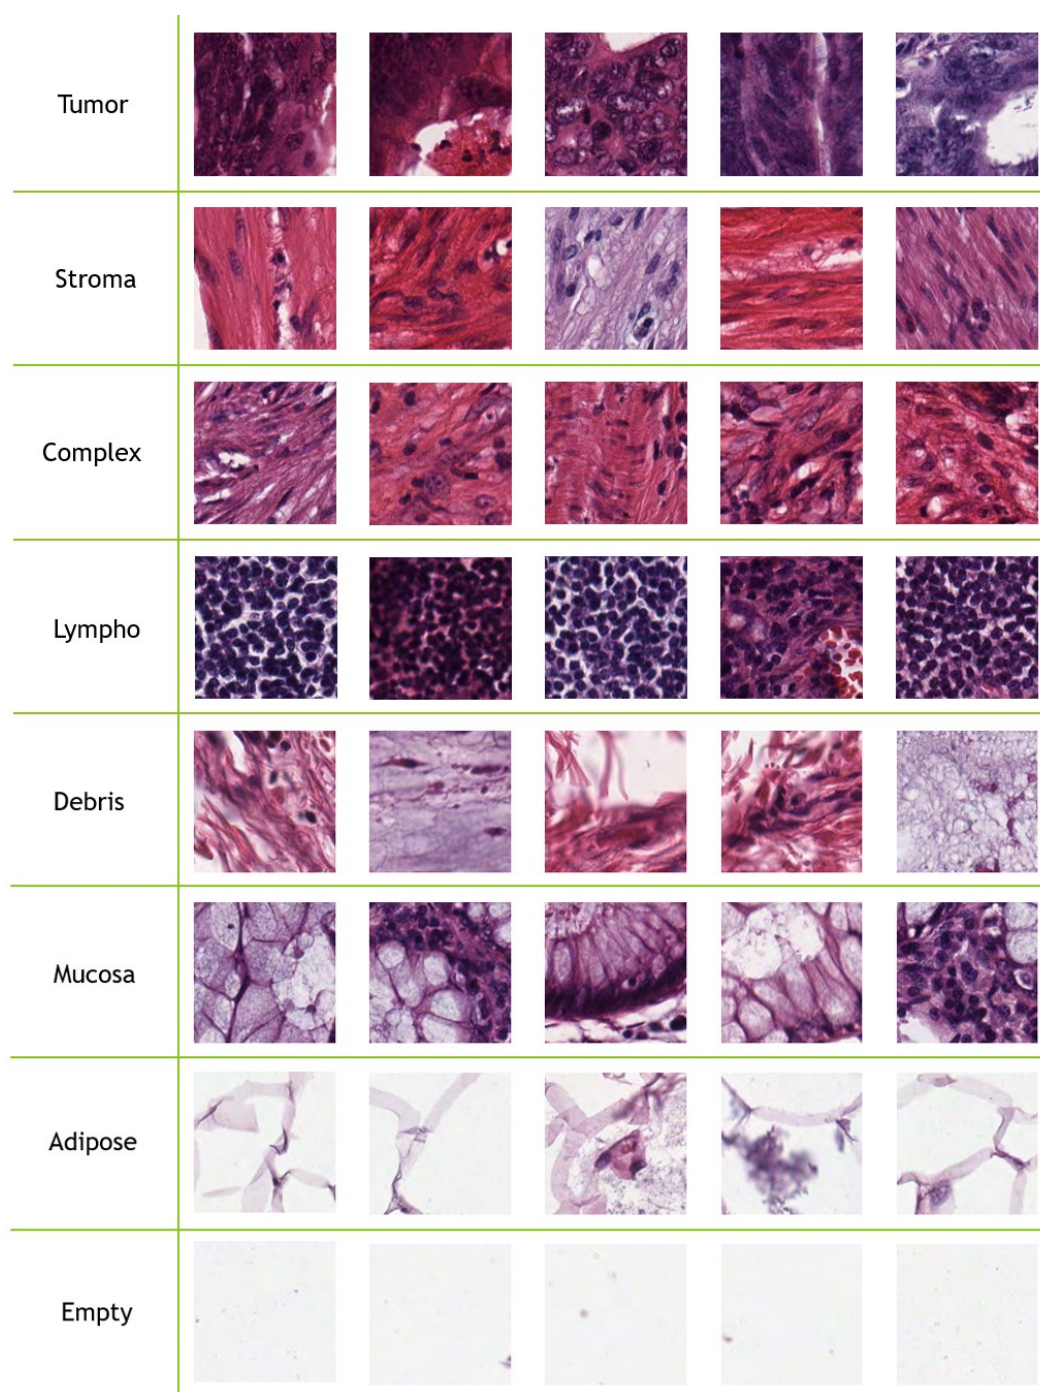 Tumor
Stroma
Complex
Lympho
Debris
Mucosa
Adipose
Empty